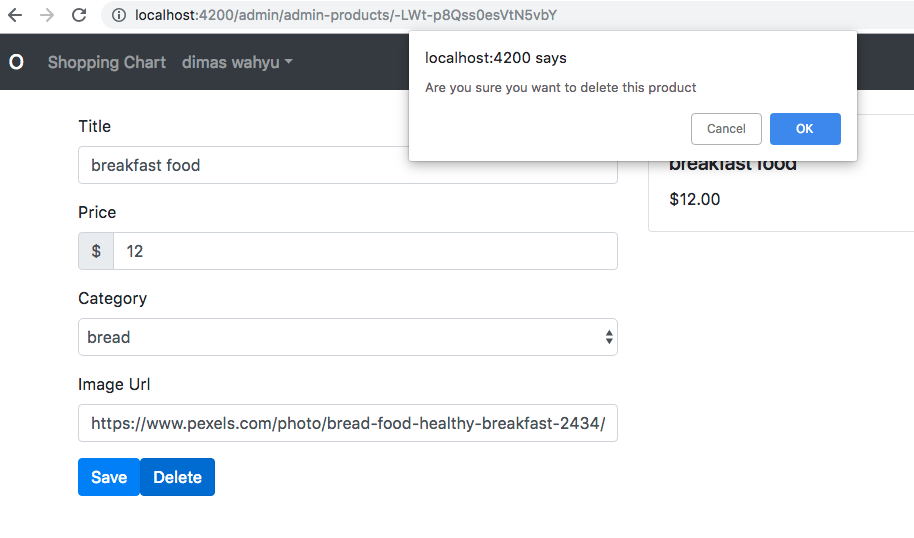 localhost:4200/admin/admin-products/-LWt-p8Qss0esVtN5vbY
O Shopping Chart dimas wahyu
localhost:4200 says
Are you sure you want to delete this product
Cancel OK
Title
breakfast food
Price
$ 12
Category
bread
Image Url
https://www.pexels.com/photo/bread-food-healthy-breakfast-2434/
Save Delete
breakfast food
$12.00